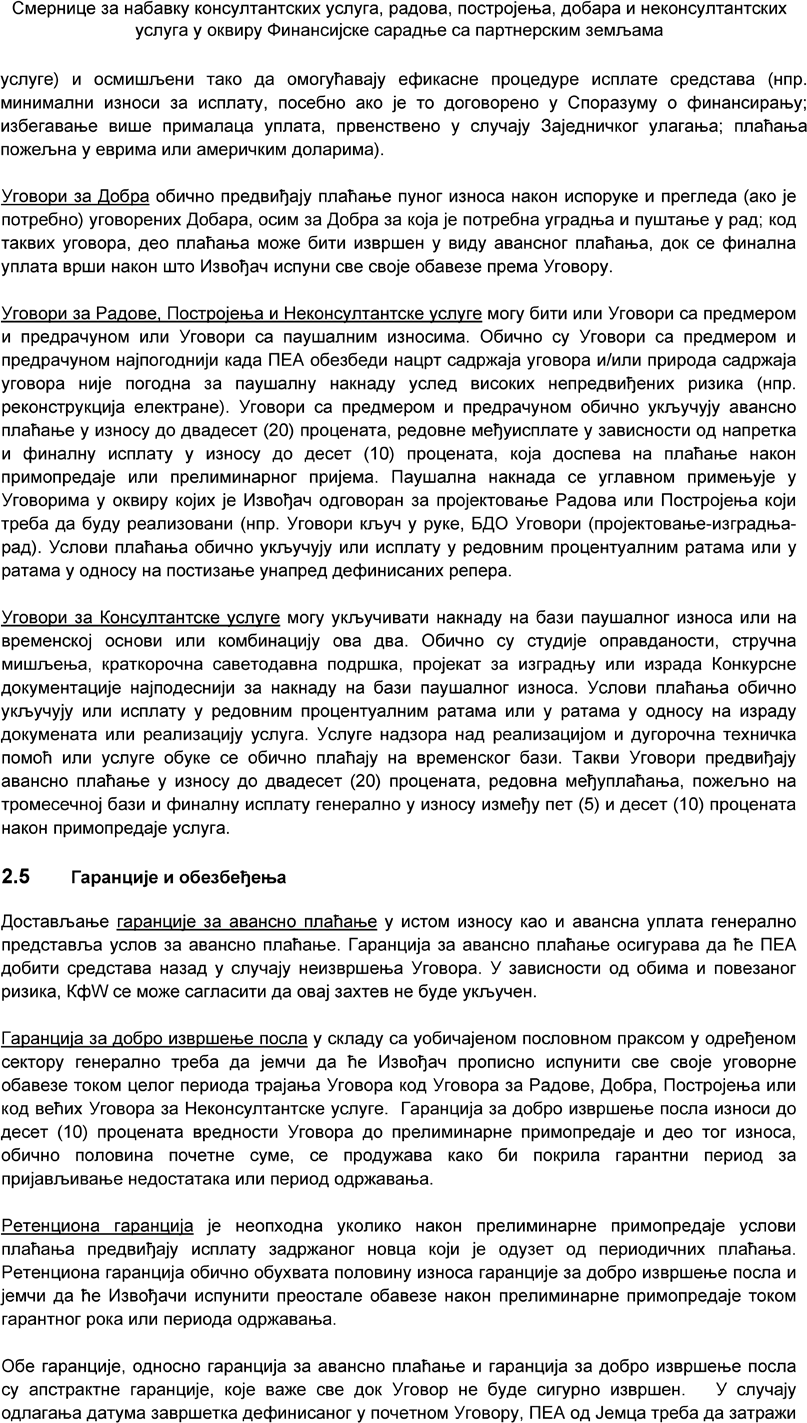 Смернице за набавку консултантских услуга, радова, постројења, добара и неконсултантских
услуга у оквиру Финансијске сарадње са партнерским земљама
услуге) и осмишљени тако да омогућавају ефикасне процедуре исплате средстава (нпр.
минимални износи за исплату, посебно ако је то договорено у Споразуму о финансирању;
избегавање више прималаца уплата, првенствено у случају Заједничког улагања; плаћања
пожељна у еврима или америчким доларима).
Уговори за Добра обично предвиђају плаћање пуног износа након испоруке и прегледа (ако је
потребно) уговорених Добара, осим за Добра за која је потребна уградња и пуштање у рад; код
таквих уговора, део плаћања може бити извршен у виду авансног плаћања, док се финална
уплата врши након што Извођач испуни све своје обавезе према Уговору.
Уговори за Радове, Постројења и Неконсултантске услуге могу бити или Уговори са предмером
и предрачуном или Уговори са паушалним износима. Обично су Уговори са предмером и
предрачуном најпогоднији када ПЕА обезбеди нацрт садржаја уговора и/или природа садржаја
уговора није погодна за паушалну накнаду услед високих непредвиђених ризика (нпр.
реконструкција електране). Уговори са предмером и предрачуном обично укључују авансно
плаћање у износу до двадесет (20) процената, редовне међуисплате у зависности од напретка
и финалну исплату у износу до десет (10) процената, која доспева на плаћање након
примопредаје или прелиминарног пријема. Паушална накнада се углавном примењује у
Уговорима у оквиру којих је Извођач одговоран за пројектовање Радова или Постројења који
треба да буду реализовани (нпр. Уговори кључ у руке, БДО Уговори (пројектовање-изградња-
рад). Услови плаћања обично укључују или исплату у редовним процентуалним ратама или у
ратама у односу на постизање унапред дефинисаних репера.
Уговори за Консултантске услуге могу укључивати накнаду на бази паушалног износа или на
временској основи или комбинацију ова два. Обично су студије оправданости, стручна
мишљења, краткорочна саветодавна подршка, пројекат за изградњу или израда Конкурсне
документације најподеснији за накнаду на бази паушалног износа. Услови плаћања обично
укључују или исплату у редовним процентуалним ратама или у ратама у односу на израду
докумената или реализацију услуга. Услуге надзора над реализацијом и дугорочна техничка
помоћ или услуге обуке се обично плаћају на временског бази. Такви Уговори предвиђају
авансно плаћање у износу до двадесет (20) процената, редовна међуплаћања, пожељно на
тромесечној бази и финалну исплату генерално у износу између пет (5) и десет (10) процената
након примопредаје услуга.
2.5 Гаранције и обезбеђења
Достављање гаранције за авансно плаћање у истом износу као и авансна уплата генерално
представља услов за авансно плаћање. Гаранција за авансно плаћање осигурава да ће ПЕА
добити средстава назад у случају неизвршења Уговора. У зависности од обима и повезаног
ризика, КфW се може сагласити да овај захтев не буде укључен.
Гаранција за добро извршење посла у складу са уобичајеном пословном праксом у одређеном
сектору генерално треба да јемчи да ће Извођач прописно испунити све своје уговорне
обавезе током целог периода трајања Уговора код Уговора за Радове, Добра, Постројења или
код већих Уговора за Неконсултантске услуге. Гаранција за добро извршење посла износи до
десет (10) процената вредности Уговора до прелиминарне примопредаје и део тог износа,
обично половина почетне суме, се продужава како би покрила гарантни период за
пријављивање недостатака или период одржавања.
Ретенциона гаранција је неопходна уколико након прелиминарне примопредаје услови
плаћања предвиђају исплату задржаног новца који је одузет од периодичних плаћања.
Ретенциона гаранција обично обухвата половину износа гаранције за добро извршење посла и
јемчи да ће Извођачи испунити преостале обавезе након прелиминарне примопредаје током
гарантног рока или периода одржавања.
Обе гаранције, односно гаранција за авансно плаћање и гаранција за добро извршење посла
су апстрактне гаранције, које важе све док Уговор не буде сигурно извршен. У случају
одлагања датума завршетка дефинисаног у почетном Уговору, ПЕА од Јемца треба да затражи